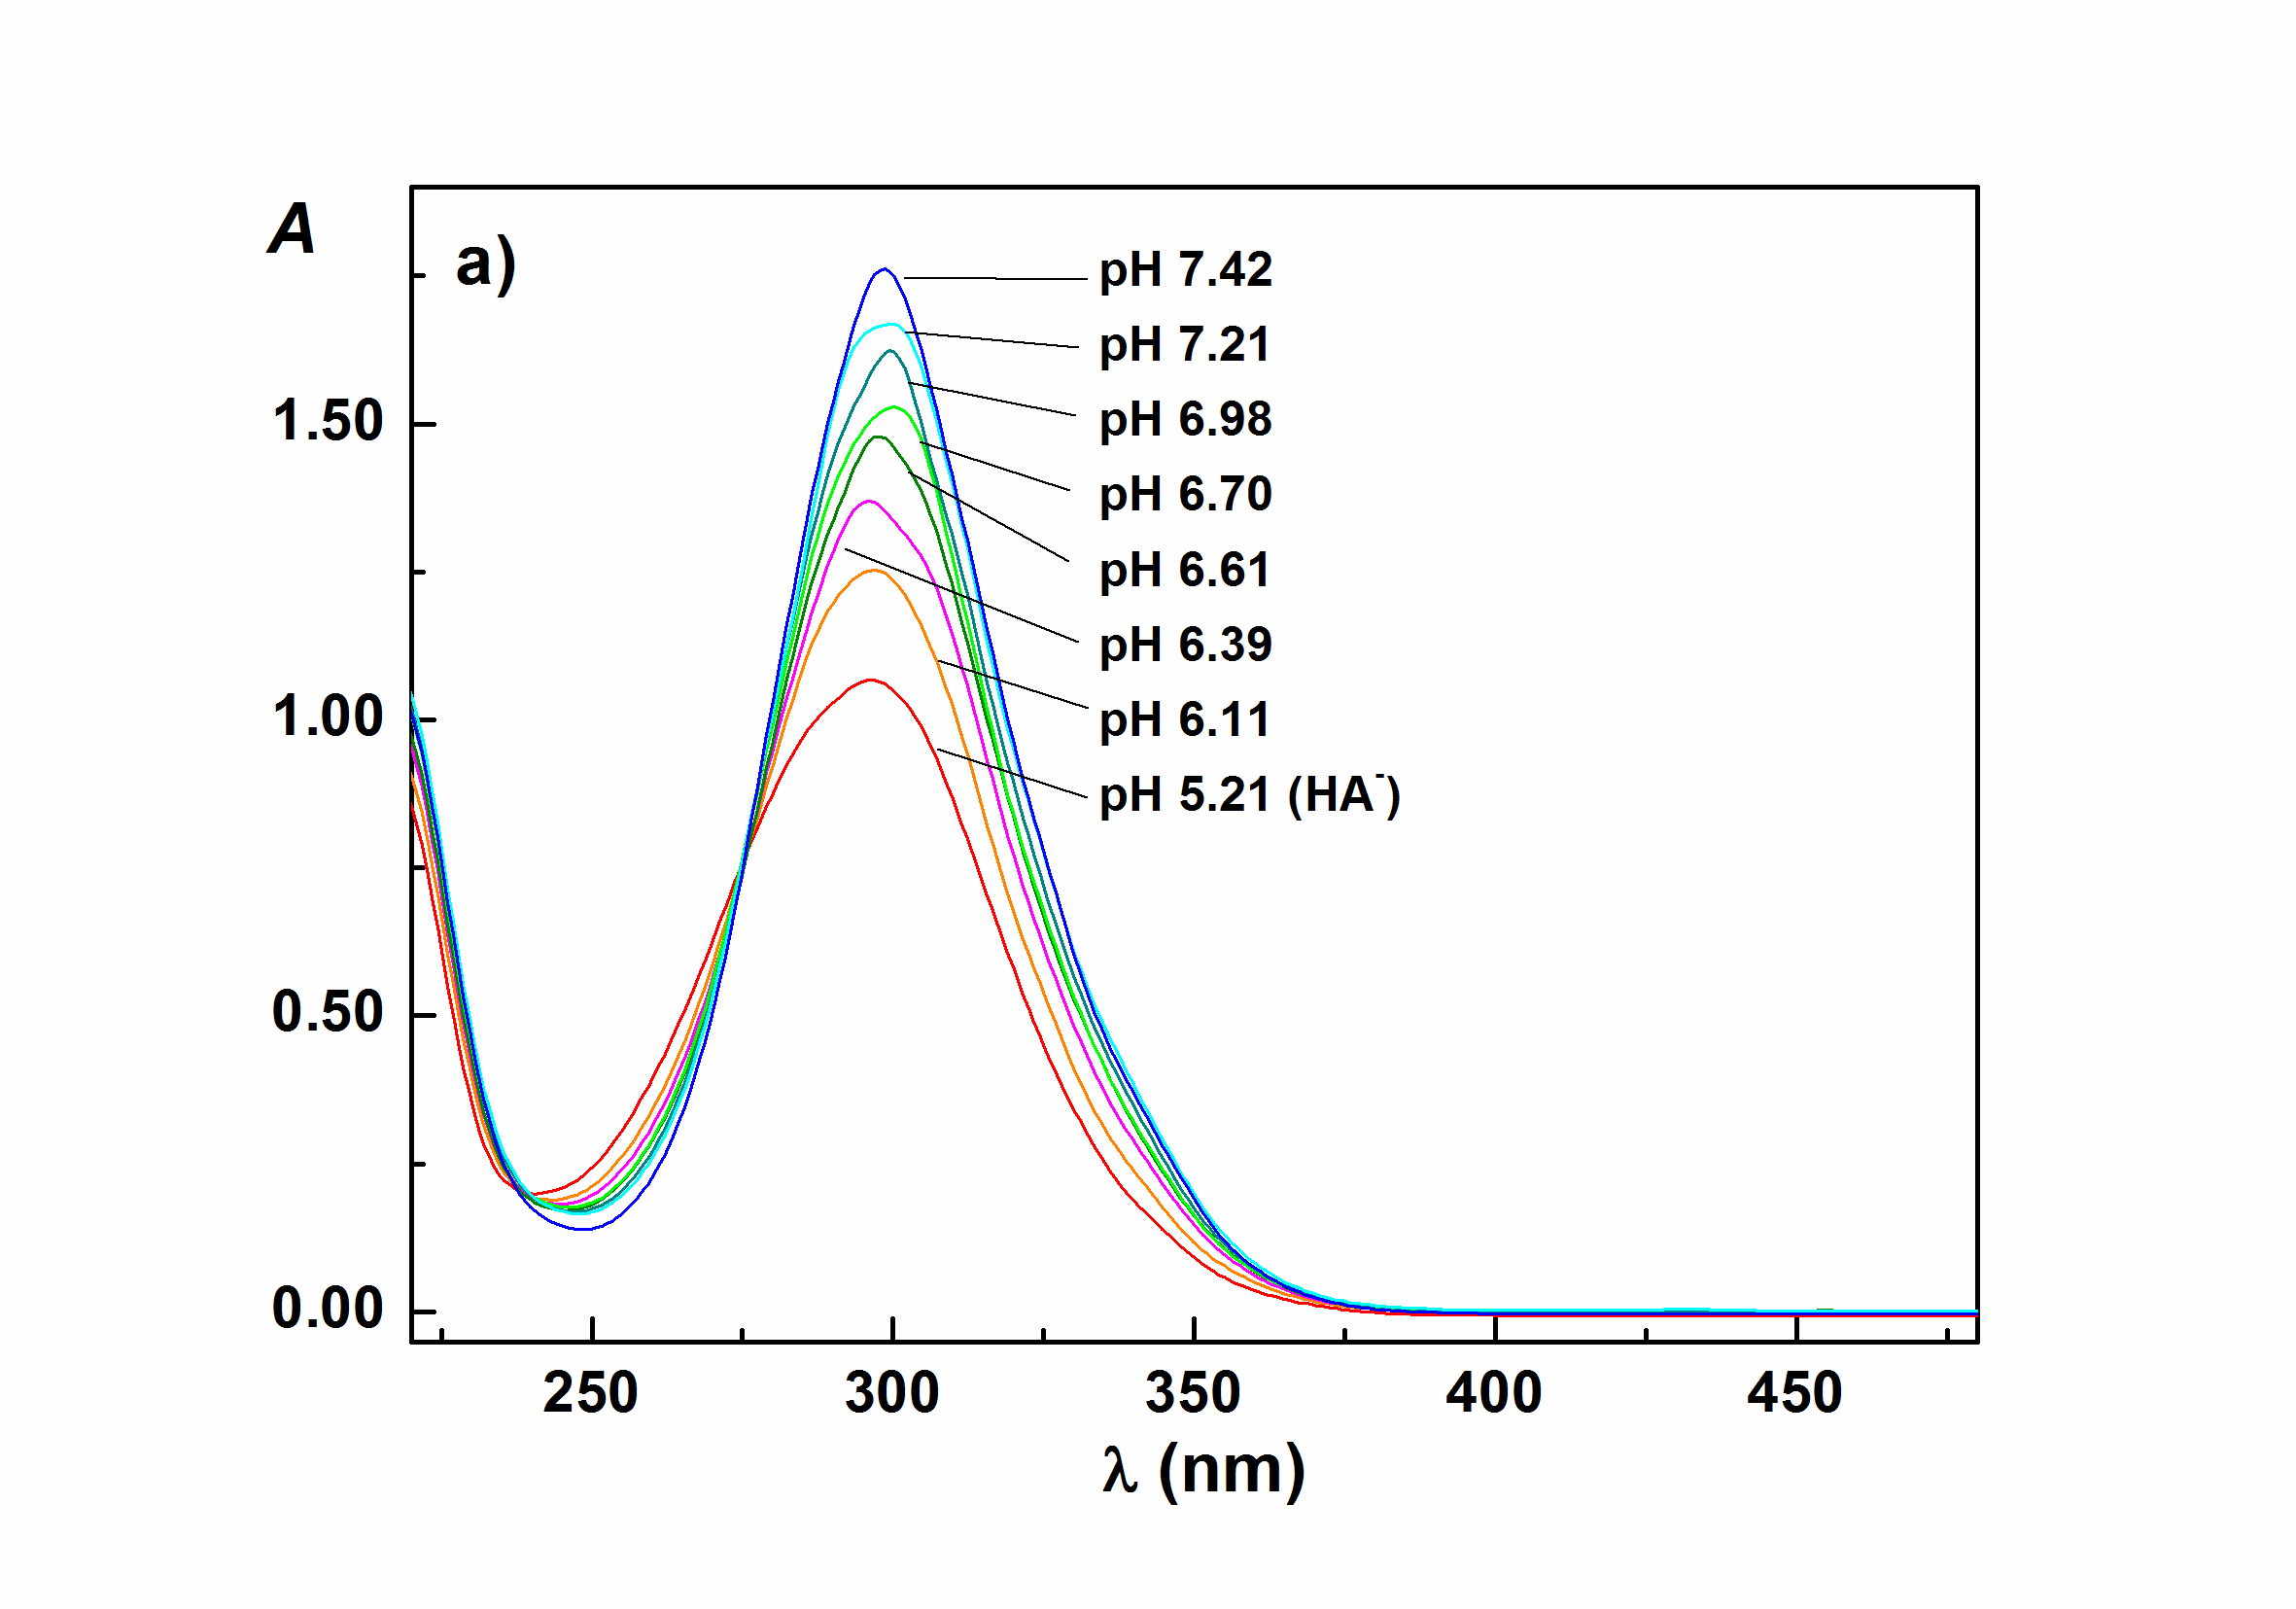 A
a)
pH 7.42
pH 7.21
pH 6.98
pH 6.70
pH 6.61
pH 6.39
pH 6.11
pH 5.21 (HA⁻)
1.50
1.00
0.50
0.00
250 300 350 400 450
λ (nm)